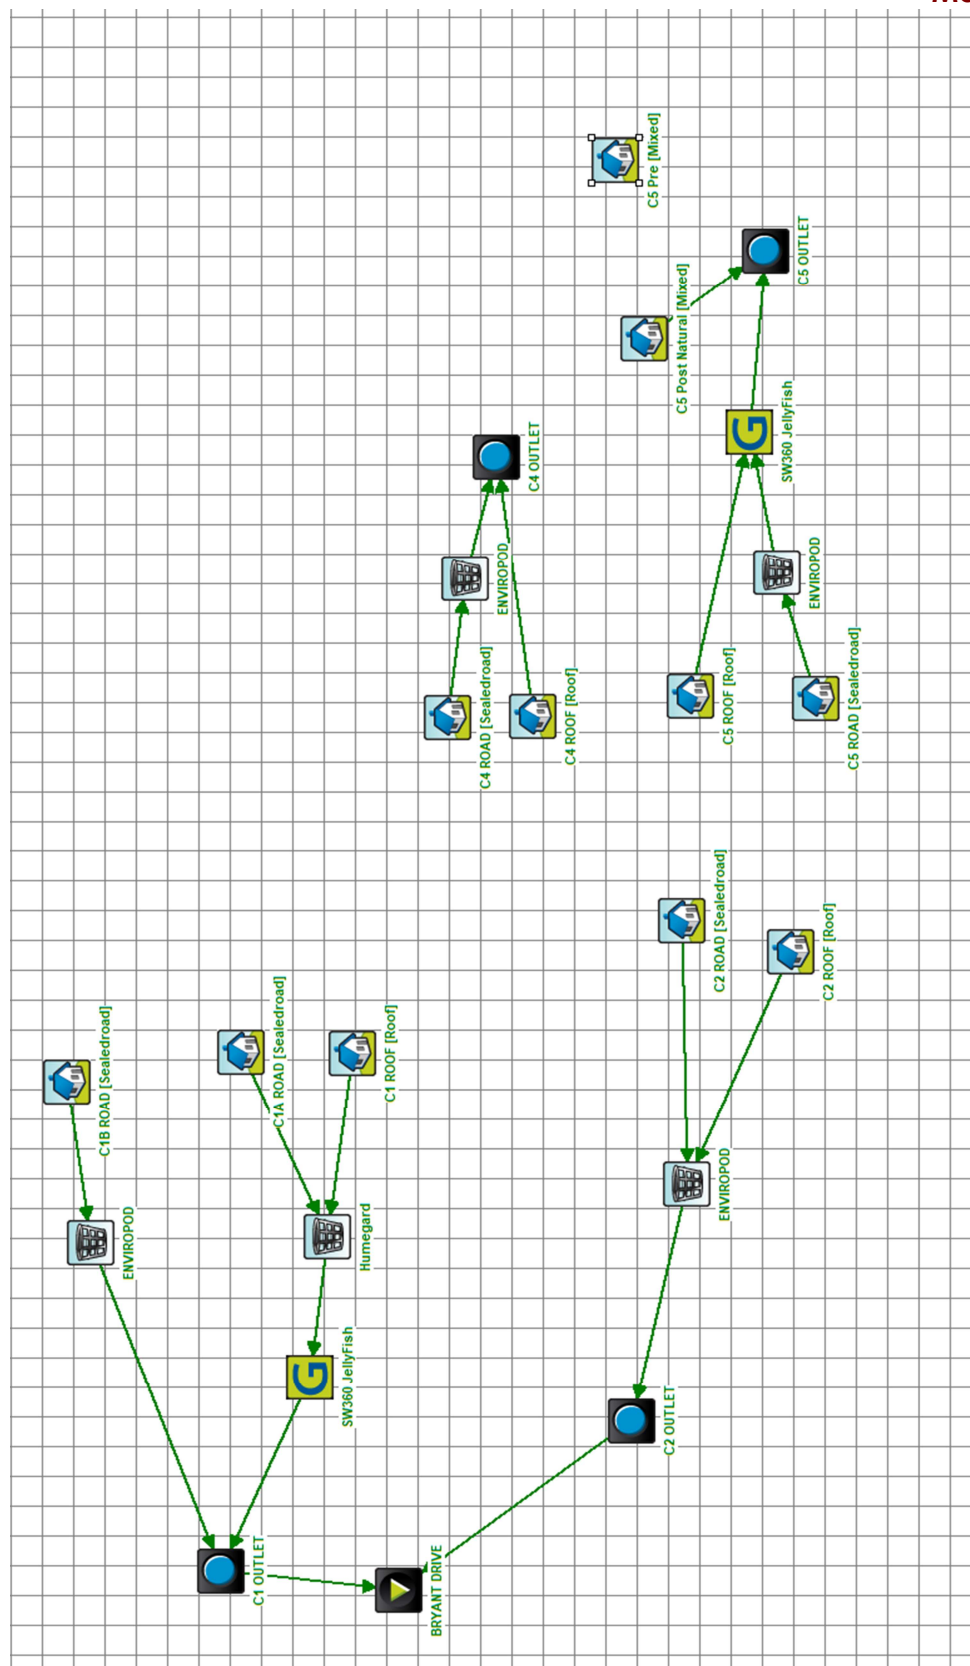 C5 Pre [Mixed]
C5 OUTLET
C5 Post Natural [Mixed]
SW360 JellyFish
C4 OUTLET
ENVIROPOD
ENVIROPOD
C4 ROAD [Sealedroad]
C4 ROOF [Roof]
C5 ROOF [Roof]
C5 ROAD [Sealedroad]
C2 ROAD [Sealedroad]
C2 ROOF [Roof]
C1B ROAD [Sealedroad]
C1A ROAD [Sealedroad]
C1 ROOF [Roof]
ENVIROPOD
Humegard
ENVIROPOD
SW360 JellyFish
C2 OUTLET
C1 OUTLET
BRYANT DRIVE